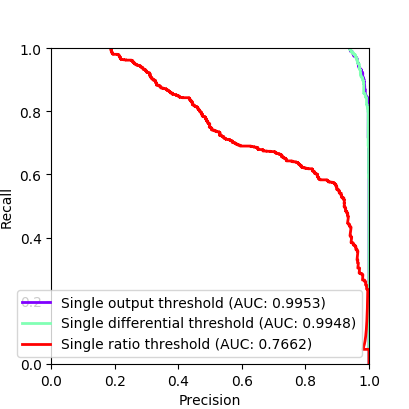 1.0
0.8
0.6
0.4
0.2
0.0
Recall
Single output threshold (AUC: 0.9953)
Single differential threshold (AUC: 0.9948)
Single ratio threshold (AUC: 0.7662)
0.0 0.2 0.4 0.6 0.8 1.0
Precision